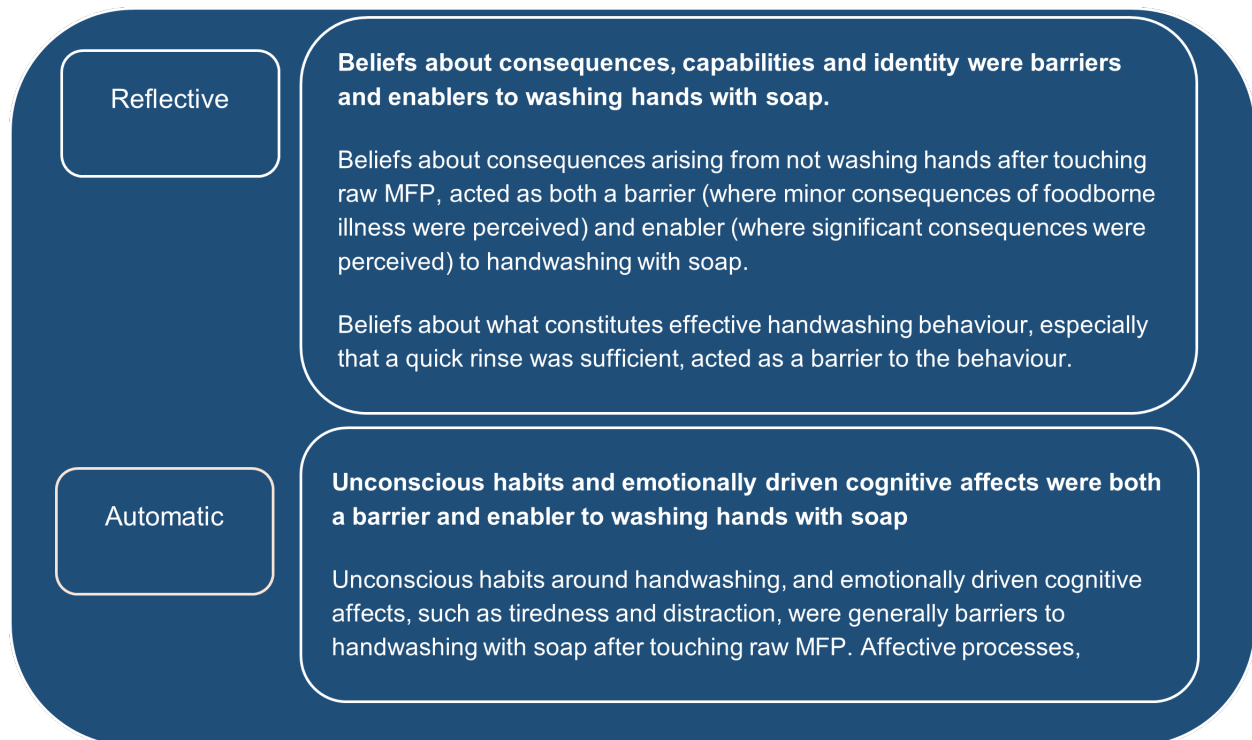 Reflective
Beliefs about consequences, capabilities and identity were barriers
and enablers to washing hands with soap.
Beliefs about consequences arising from not washing hands after touching
raw MFP, acted as both a barrier (where minor consequences of foodborne
illness were perceived) and enabler (where significant consequences were
perceived) to handwashing with soap.
Beliefs about what constitutes effective handwashing behaviour, especially
that a quick rinse was sufficient, acted as a barrier to the behaviour.
Automatic
Unconscious habits and emotionally driven cognitive affects were both
a barrier and enabler to washing hands with soap
Unconscious habits around handwashing, and emotionally driven cognitive
affects, such as tiredness and distraction, were generally barriers to
handwashing with soap after touching raw MFP. Affective processes,